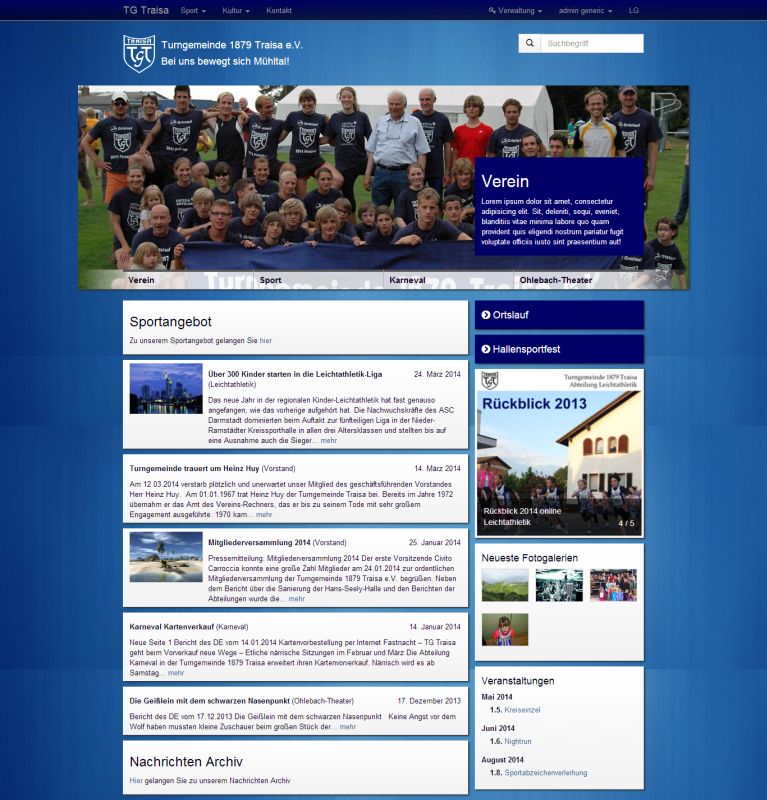 TG Traisa
Sport
Kultur
Kontakt
Verwaltung
admin generic
LG
TRAISA
TGT
Turngemeinde 1879 Traisa e.V.
Bei uns bewegt sich Mühltal!
Suchbegriff
Verein
Lorem ipsum dolor sit amet, consectetur
adipisicing elit. Sit, deleniti, sequi, eveniet,
blanditiis vitae minima labore quo quam
provident quis eligendi nostrum pariatur fugit
voluptate officiis iusto sint praesentium aut!
Verein
Sport
Karneval
Ohlebach-Theater
Sportangebot
Zu unserem Sportangebot gelangen Sie hier
Über 300 Kinder starten in die Leichtathletik-Liga 24. März 2014
(Leichtathletik)
Das neue Jahr in der regionalen Kinder-Leichtathletik hat fast genauso
angefangen, wie das vorherige aufgehört hat. Die Nachwuchskräfte des ASC
Darmstadt dominierten beim Auftakt zur fünfteiligen Liga in der Nieder-
Ramstädter Kreissporthalle in allen drei Altersklassen und stellten bis auf
eine Ausnahme auch die Sieger... mehr
Turngemeinde trauert um Heinz Huy (Vorstand) 14. März 2014
Am 12.03.2014 verstarb plötzlich und unerwartet unser Mitglied des geschäftsführenden Vorstandes
Herr Heinz Huy. Am 01.01.1967 trat Heinz Huy der Turngemeinde Traisa bei. Bereits im Jahre 1972
übernahm er das Amt des Vereins-Rechners, das er bis zu seinem Tode mit sehr großem
Engagement ausgeführte. 1970 kam... mehr
Mitgliederversammlung 2014 (Vorstand) 25. Januar 2014
Pressemitteilung: Mitgliederversammlung 2014 Der erste Vorsitzende Civito
Carroccia konnte eine große Zahl Mitglieder am 24.01.2014 zur ordentlichen
Mitgliederversammlung der Turngemeinde 1879 Traisa e.V. begrüßen. Neben
dem Bericht über die Sanierung der Hans-Seely-Halle und den Berichten der
Abteilungen wurde die... mehr
Karneval Kartenverkauf (Karneval) 14. Januar 2014
Neue Seite 1 Bericht des DE vom 14.01.2014 Kartenvorbestellung per Internet Fastnacht – TG Traisa
geht beim Vorverkauf neue Wege – Etliche närrische Sitzungen im Februar und März Die Abteilung
Karneval in der Turngemeinde 1879 Traisa erweitert ihren Kartenvorverkauf. Närrisch wird es ab
Samstag... mehr
Die Geißlein mit dem schwarzen Nasenpunkt (Ohlebach-Theater) 17. Dezember 2013
Bericht des DE vom 17.12.2013 Die Geißlein mit dem schwarzen Nasenpunkt Keine Angst vor dem
Wolf haben mussten kleine Zuschauer beim großen Stück der... mehr
Nachrichten Archiv
Hier gelangen Sie zu unserem Nachrichten Archiv
Ortslauf
Hallensportfest
Turngemeinde 1879 Traisa
Abteilung Leichtathletik
Rückblick 2013
Rückblick 2014 online
Leichtathletik
4 / 5
Neueste Fotogalerien
Veranstaltungen
Mai 2014
1.5. Kreiseinzel
Juni 2014
1.6. Nightrun
August 2014
1.8. Sportabzeichenverleihung